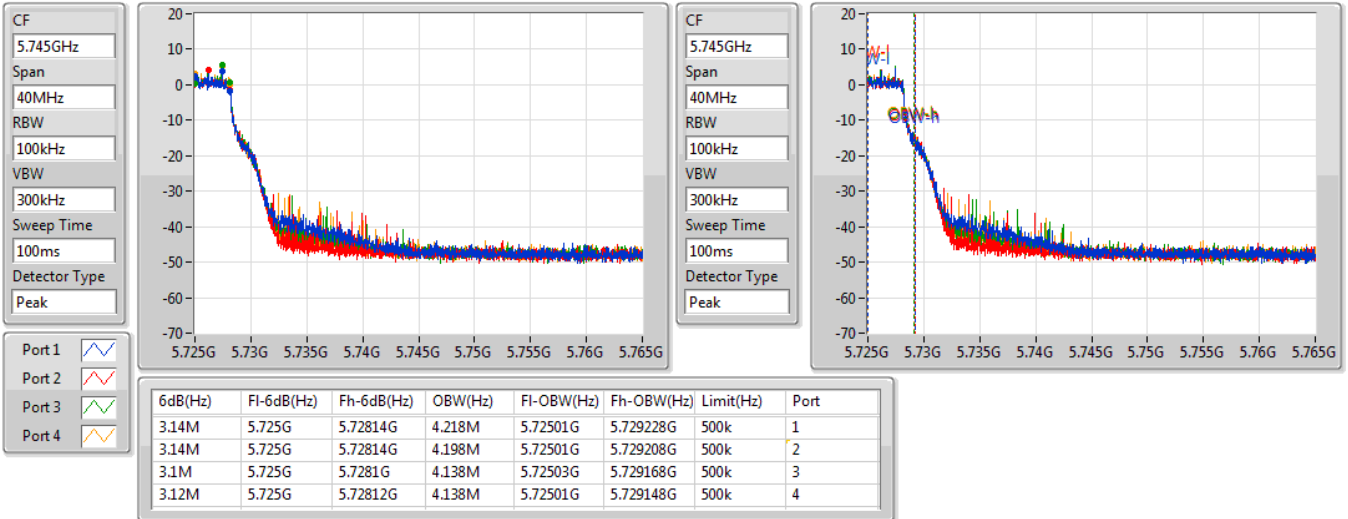 CF
5.745GHz
Span
40MHz
RBW
100kHz
VBW
300kHz
Sweep Time
100ms
Detector Type
Peak
20
10
0
-10
-20
-30
-40
-50
-60
-70
5.725G 5.73G 5.735G 5.74G 5.745G 5.75G 5.755G 5.76G 5.765G
CF
5.745GHz
Span
40MHz
RBW
100kHz
VBW
300kHz
Sweep Time
100ms
Detector Type
Peak
20
10
0
-10
-20
-30
-40
-50
-60
-70
W-l
OBW-h
5.725G 5.73G 5.735G 5.74G 5.745G 5.75G 5.755G 5.76G 5.765G
Port 1
Port 2
Port 3
Port 4
6dB(Hz) Fl-6dB(Hz) Fh-6dB(Hz) OBW(Hz) Fl-OBW(Hz) Fh-OBW(Hz) Limit(Hz) Port
3.14M 5.725G 5.72814G 4.218M 5.72501G 5.729228G 500k 1
3.14M 5.725G 5.72814G 4.198M 5.72501G 5.729208G 500k 2
3.1M 5.725G 5.7281G 4.138M 5.72503G 5.729168G 500k 3
3.12M 5.725G 5.72812G 4.138M 5.72501G 5.729148G 500k 4